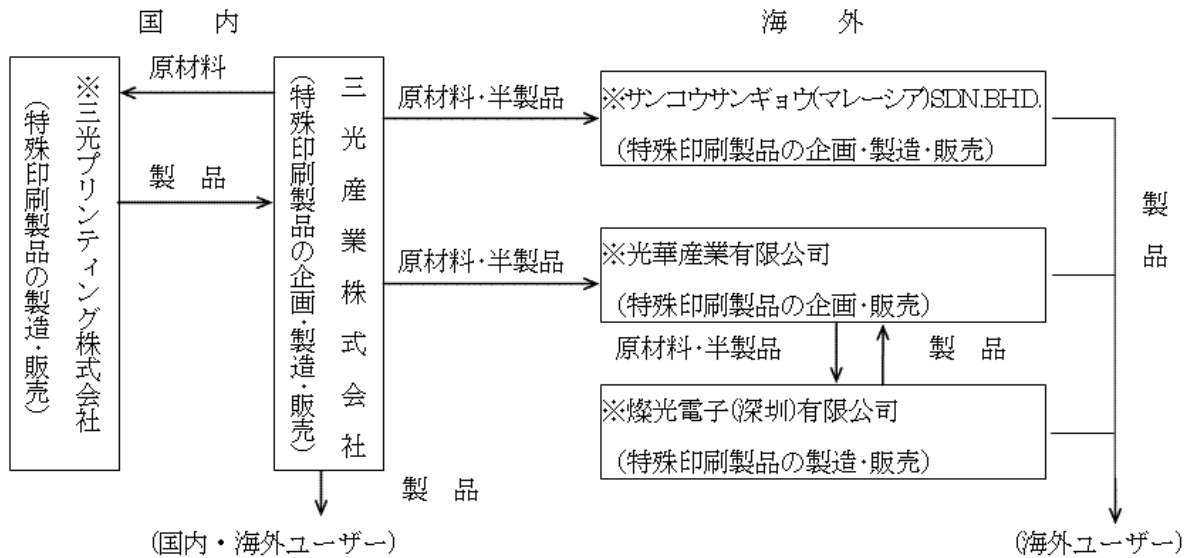 国　内
海　外
※三光プリンティング株式会社
(特殊印刷製品の製造・販売)
原材料
製　品
三光産業株式会社
(特殊印刷製品の企画・製造・販売)
原材料・半製品
※サンコウサンギョウ(マレーシア)SDN.BHD.
(特殊印刷製品の企画・製造・販売)
原材料・半製品
※光華産業有限公司
(特殊印刷製品の企画・販売)
原材料・半製品
製　品
※燦光電子(深圳)有限公司
(特殊印刷製品の製造・販売)
製品
製　品
(国内・海外ユーザー)
(海外ユーザー)